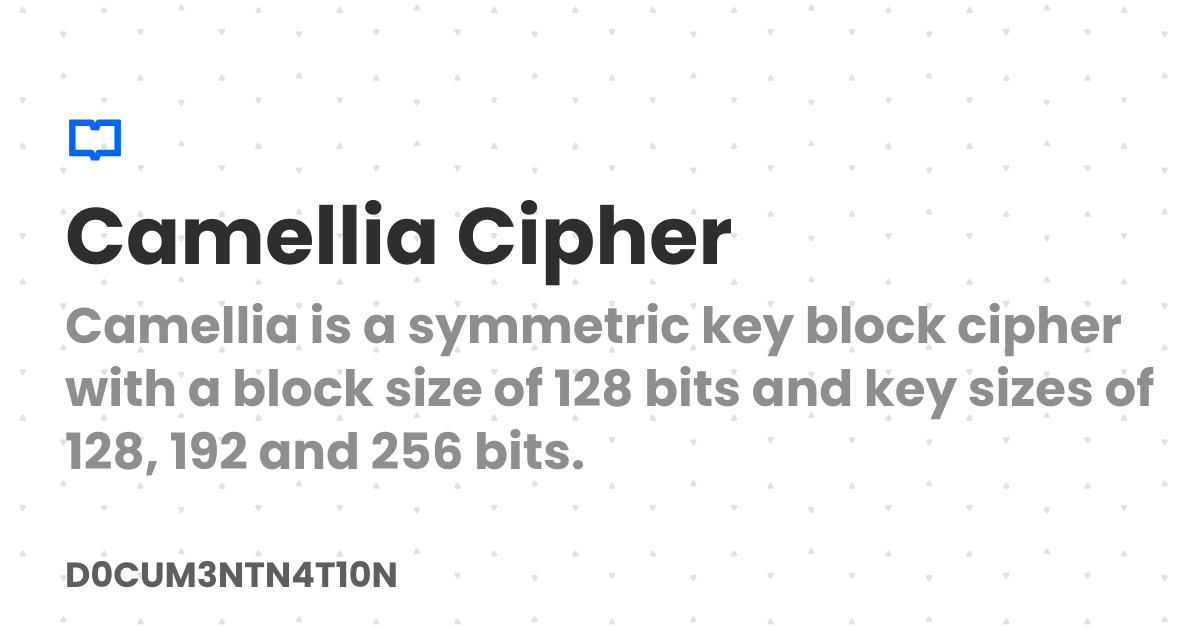 Camellia Cipher
Camellia is a symmetric key block cipher
with a block size of 128 bits and key sizes of
128, 192 and 256 bits.
D0CUM3NTN4T10N